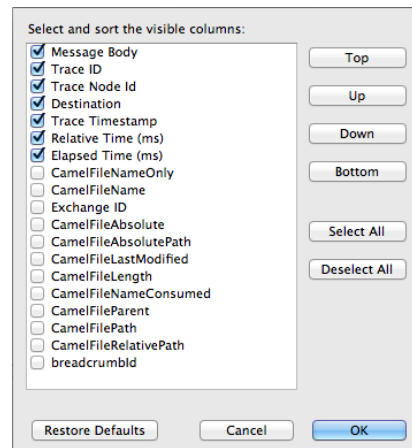 Select and sort the visible columns:
Message Body
Trace ID
Trace Node Id
Destination
Trace Timestamp
Relative Time (ms)
Elapsed Time (ms)
CamelFileNameOnly
CamelFileName
Exchange ID
CamelFileAbsolute
CamelFileAbsolutePath
CamelFileLastModified
CamelFileLength
CamelFileNameConsumed
CamelFileParent
CamelFilePath
CamelFileRelativePath
breadcrumbId
Top
Up
Down
Bottom
Select All
Deselect All
Restore Defaults
Cancel
OK